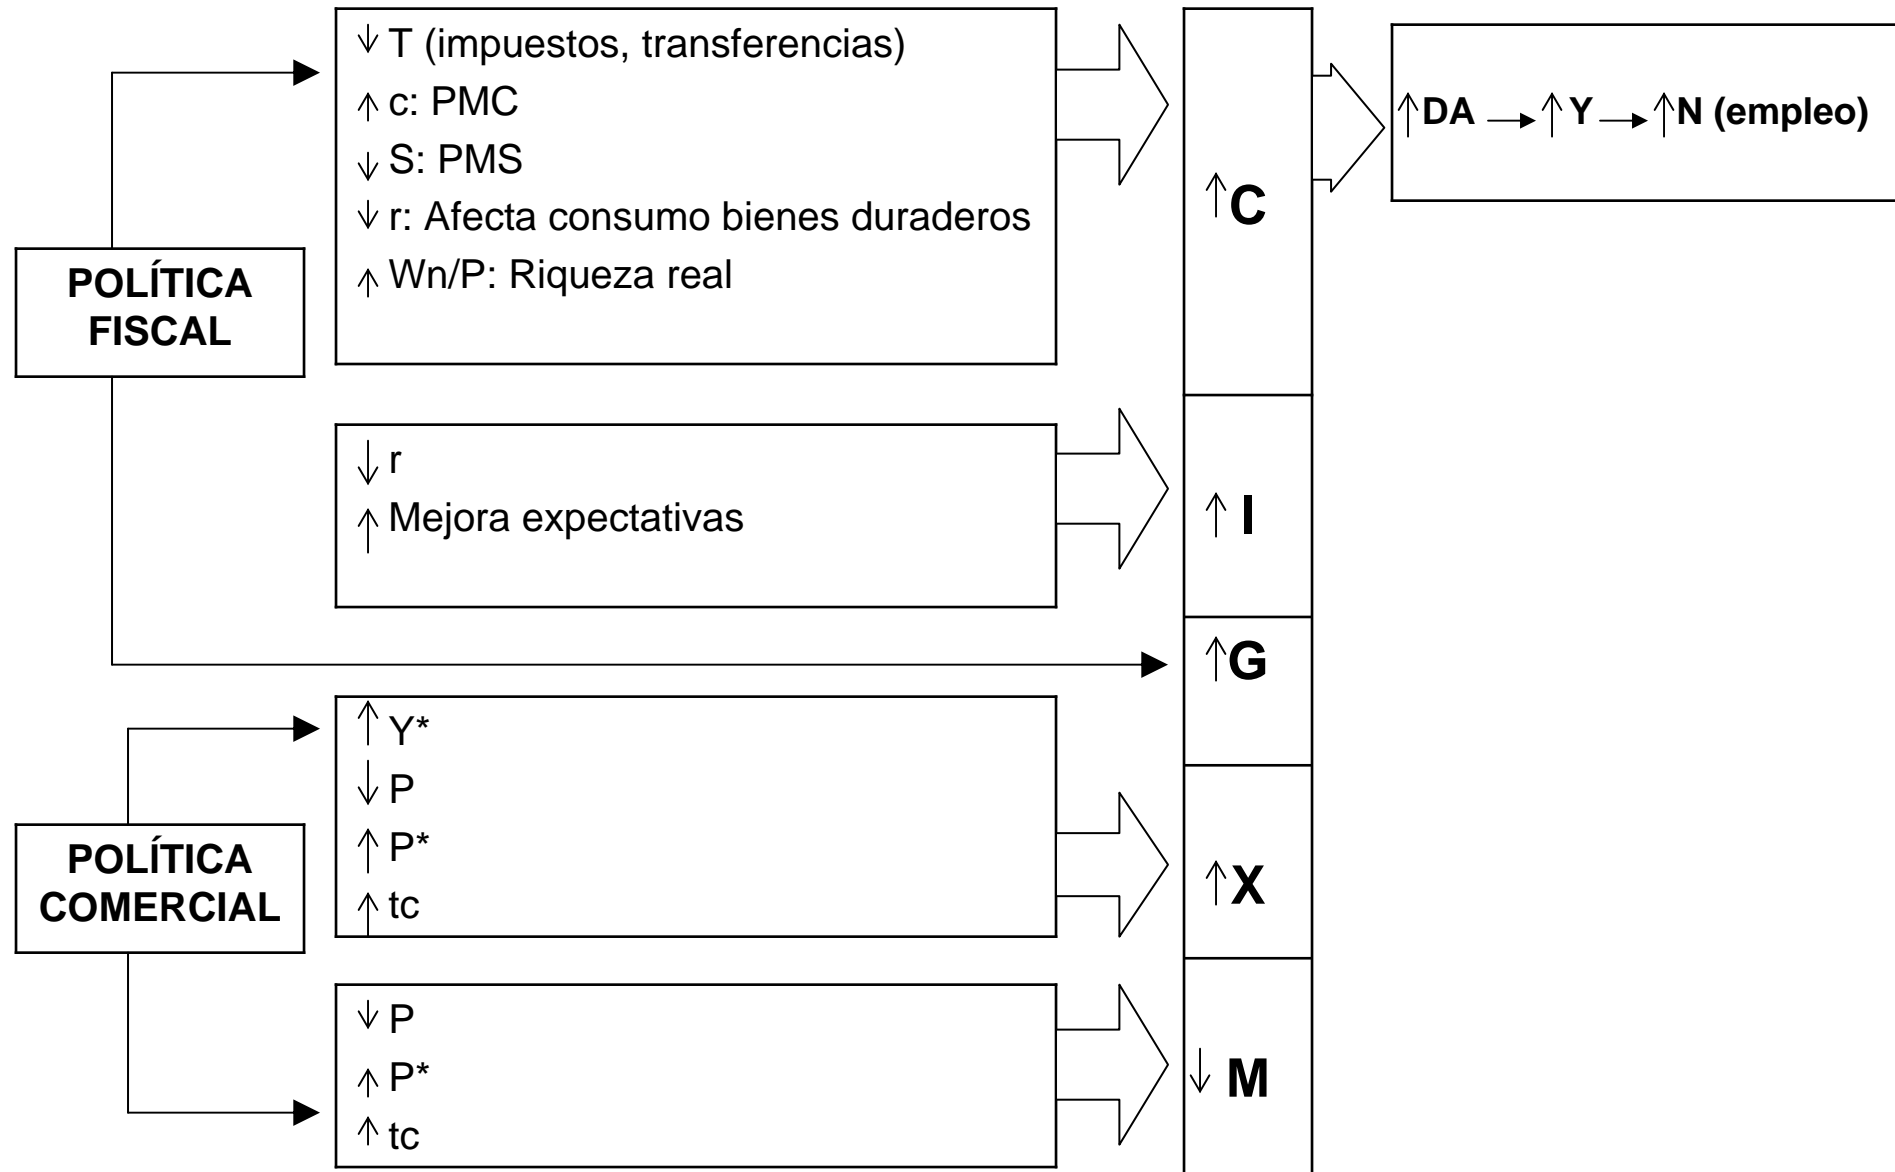 ↓ T (impuestos, transferencias)
↑ c: PMC
↓ S: PMS
↓ r: Afecta consumo bienes duraderos
↑ Wn/P: Riqueza real
POLÍTICA
FISCAL
↓ r
↑ Mejora expectativas
↑ Y*
↓ P
↑ P*
↑ tc
POLÍTICA
COMERCIAL
↓ P
↑ P*
↑ tc
↑ C
↑ I
↑ G
↑ X
↓ M
↑ DA → ↑ Y → ↑ N (empleo)